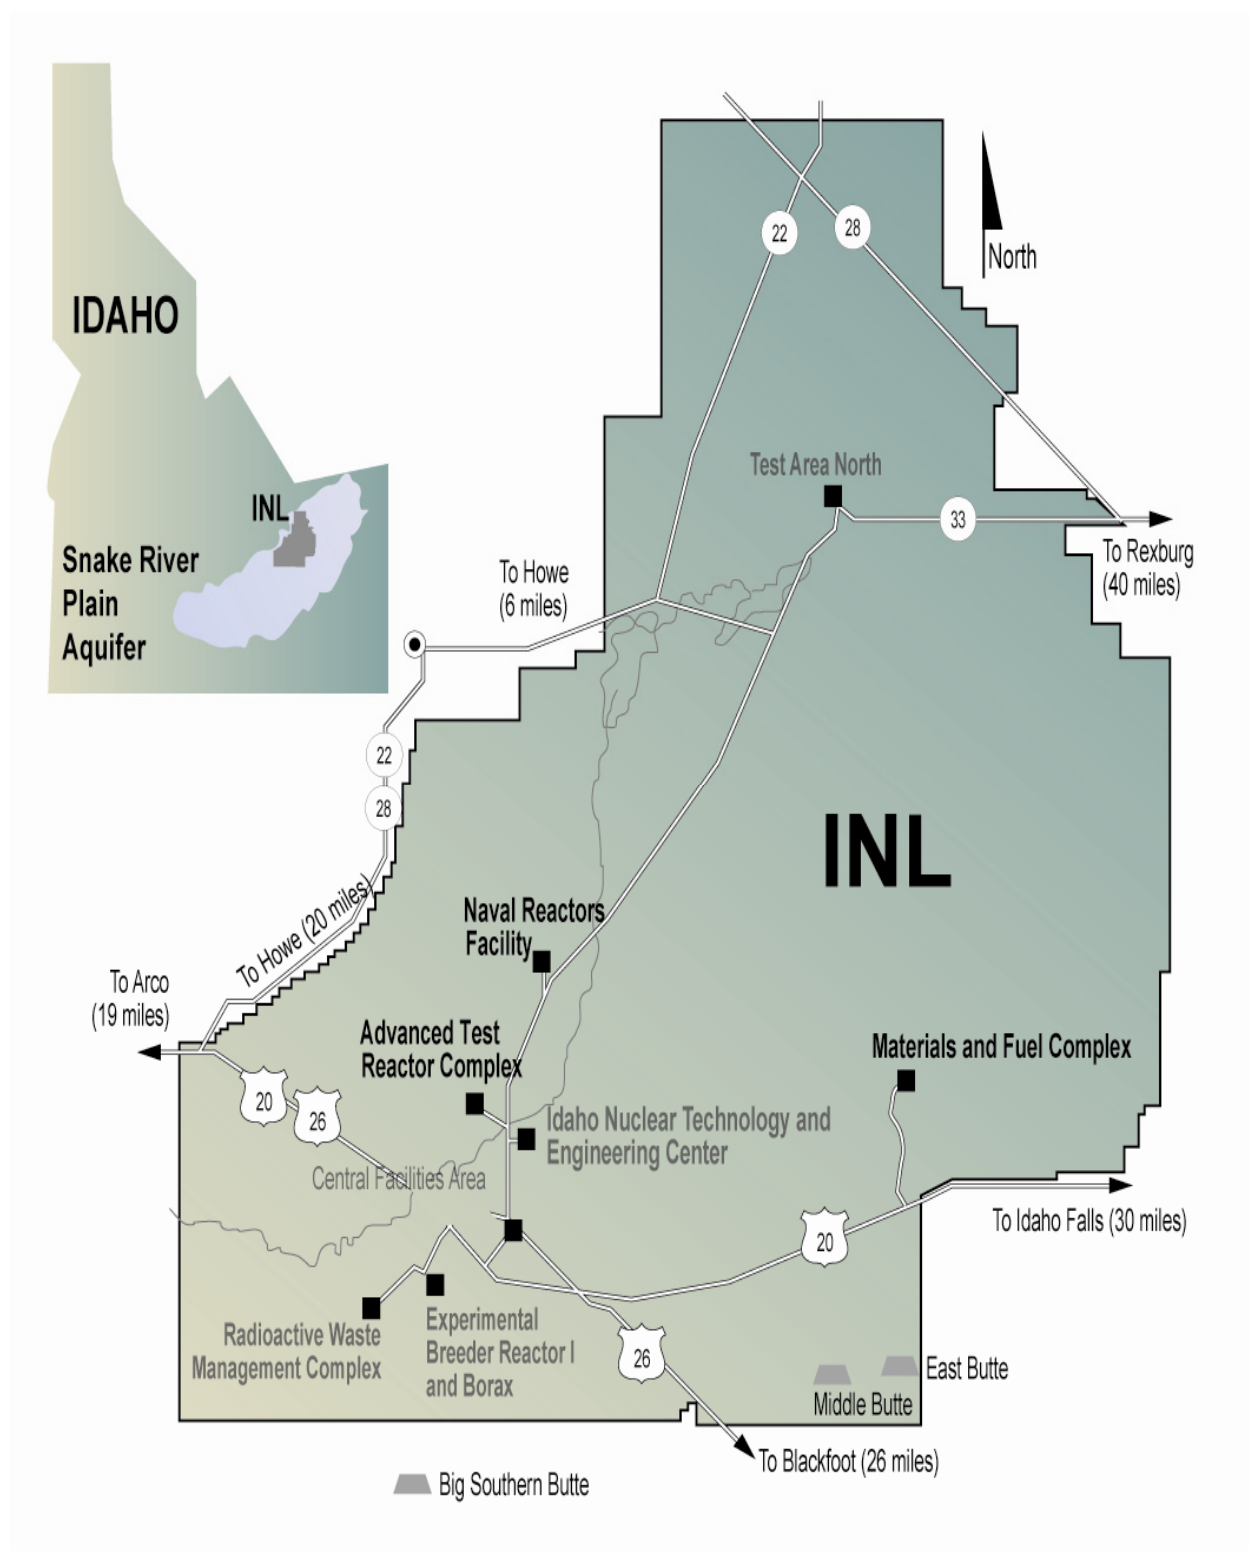 22
28
North
IDAHO
Test Area North
INL
33
Snake River
Plain
Aquifer
To Howe
(6 miles)
To Rexburg
(40 miles)
22
28
INL
To Howe (20 miles)
Naval Reactors
Facility
To Arco
(19 miles)
Advanced Test
Reactor Complex
Materials and Fuel Complex
20
26
Idaho Nuclear Technology and
Engineering Center
Central Facilities Area
To Idaho Falls (30 miles)
20
Radioactive Waste
Management Complex
Experimental
Breeder Reactor I
and Borax
26
East Butte
Middle Butte
To Blackfoot (26 miles)
Big Southern Butte